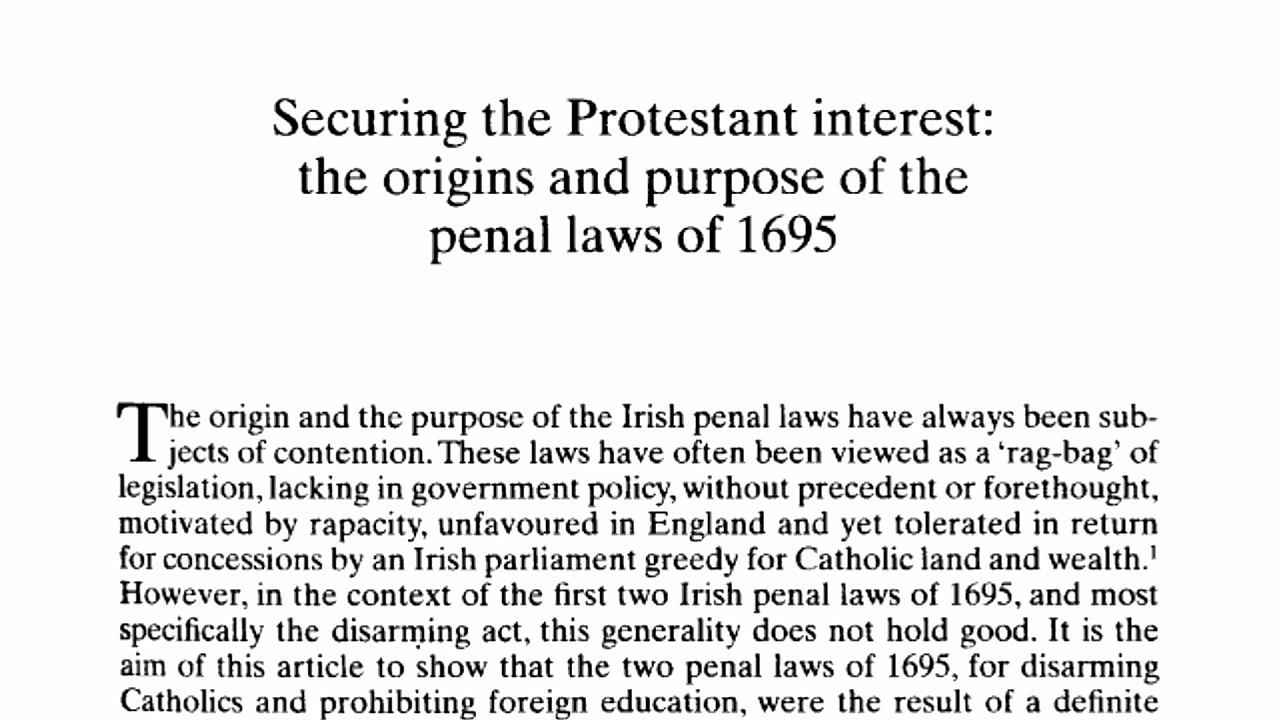 Securing the Protestant interest:
the origins and purpose of the
penal laws of 1695
The origin and the purpose of the Irish penal laws have always been sub-
jects of contention. These laws have often been viewed as a ‘rag-bag’ of
legislation, lacking in government policy, without precedent or forethought,
motivated by rapacity, unfavoured in England and yet tolerated in return
for concessions by an Irish parliament greedy for Catholic land and wealth.¹
However, in the context of the first two Irish penal laws of 1695, and most
specifically the disarming act, this generality does not hold good. It is the
aim of this article to show that the two penal laws of 1695, for disarming
Catholics and prohibiting foreign education, were the result of a definite